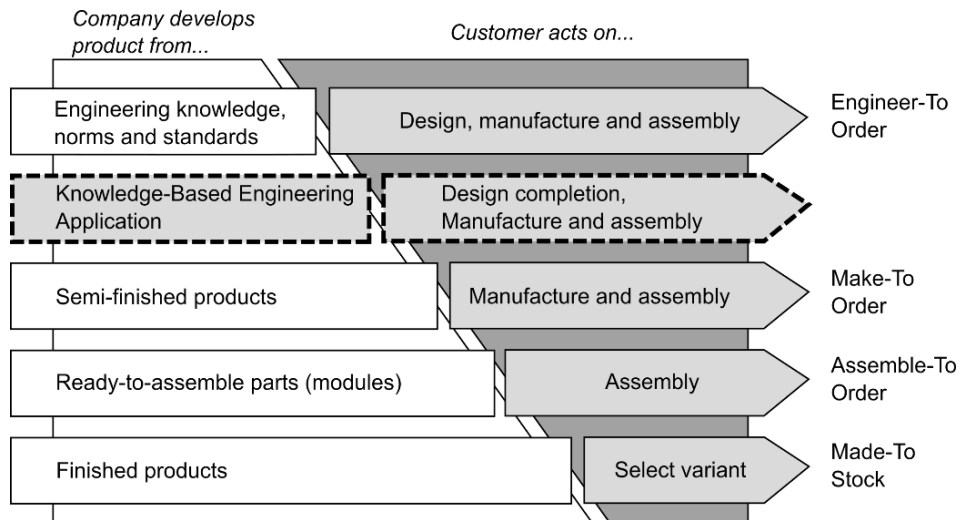 Company develops
product from...
Customer acts on...
Engineering knowledge,
norms and standards
Design, manufacture and assembly
Engineer-To
Order
Knowledge-Based Engineering
Application
Design completion,
Manufacture and assembly
Semi-finished products
Manufacture and assembly
Make-To
Order
Ready-to-assemble parts (modules)
Assembly
Assemble-To
Order
Finished products
Select variant
Made-To
Stock